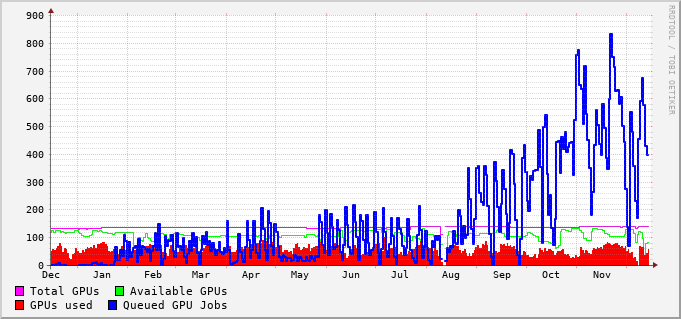 900
800
700
600
500
400
300
200
100
0
Dec Jan Feb Mar Apr May Jun Jul Aug Sep Oct Nov
Total GPUs Available GPUs
GPUs used Queued GPU Jobs
RRDTOOL / TOBI OETIKER